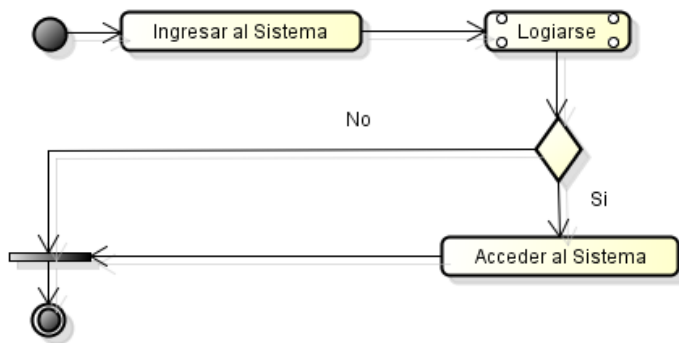 Ingresar al Sistema
Logiarse
No
Si
Acceder al Sistema